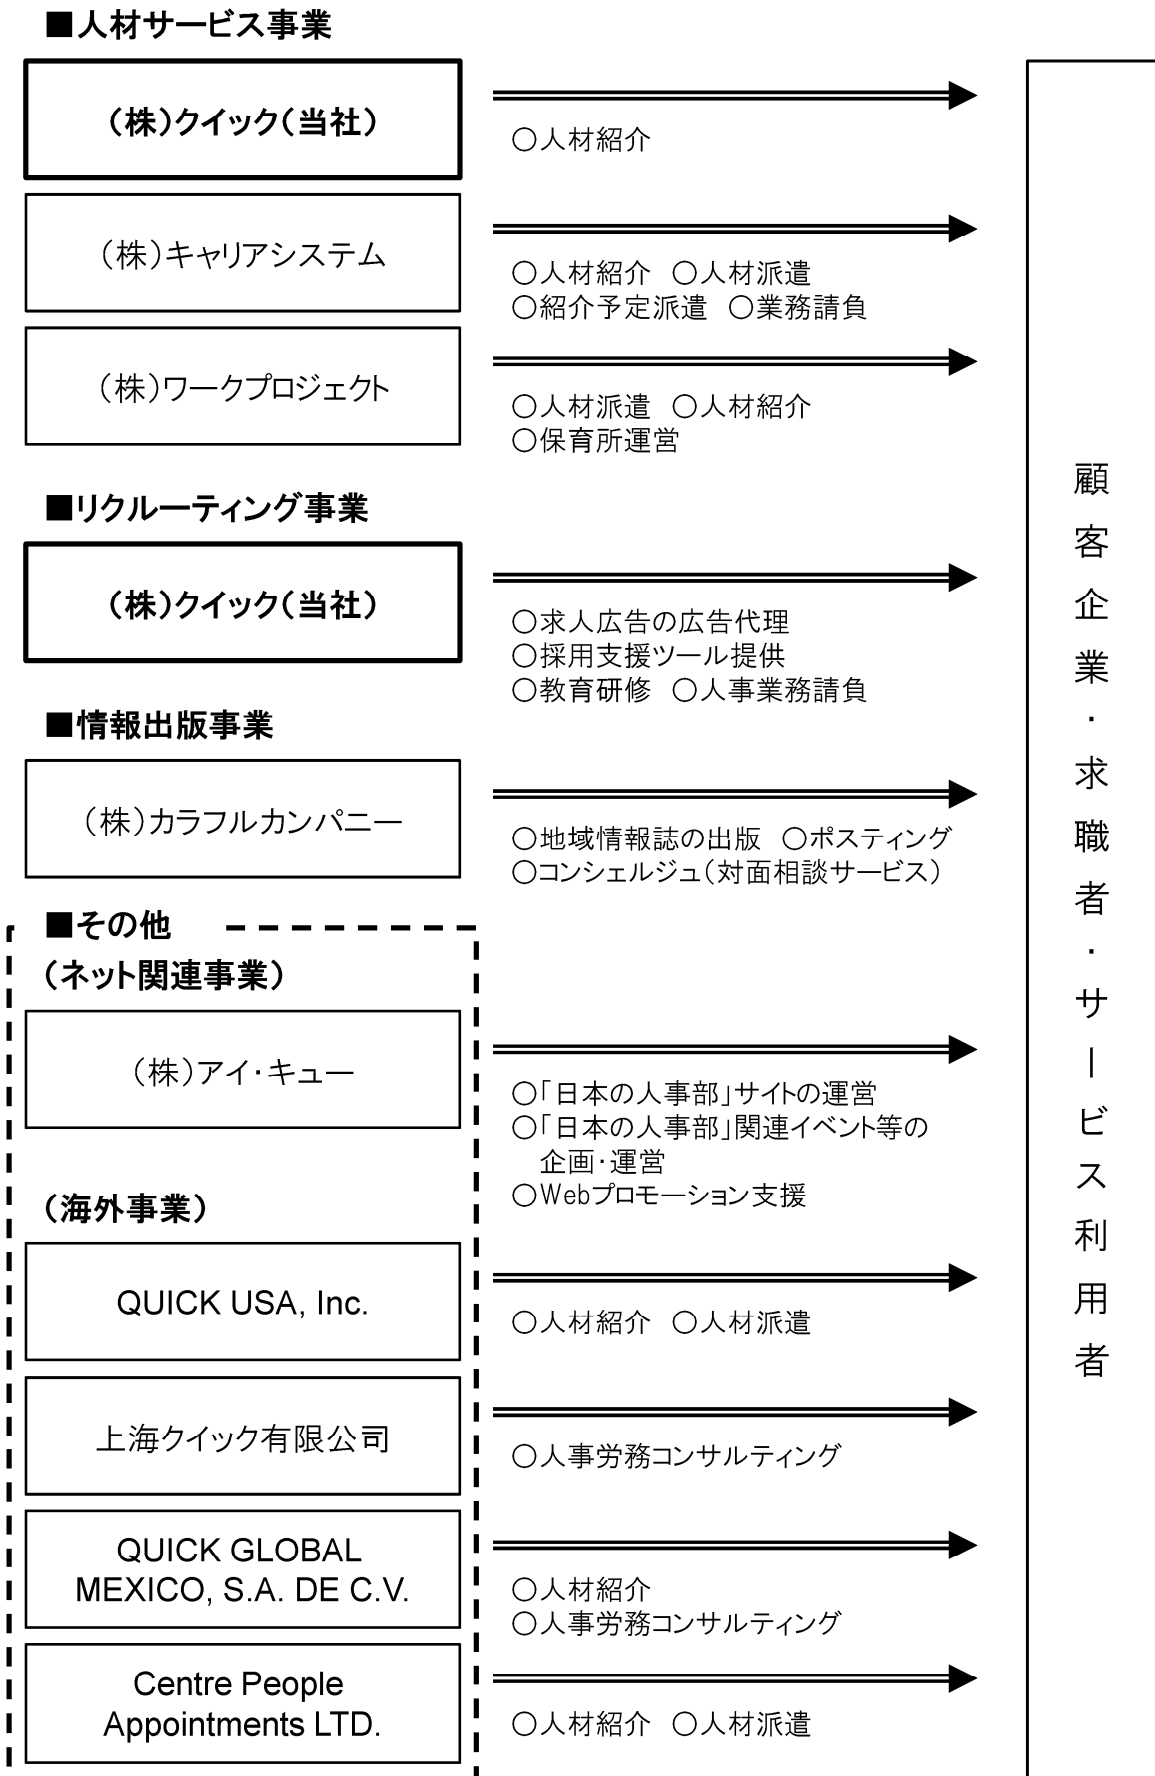 ■人材サービス事業
(株)クイック(当社)
○人材紹介
(株)キャリアシステム
○人材紹介 ○人材派遣
○紹介予定派遣 ○業務請負
(株)ワークプロジェクト
○人材派遣 ○人材紹介
○保育所運営
■リクルーティング事業
(株)クイック(当社)
○求人広告の広告代理
○採用支援ツール提供
○教育研修 ○人事業務請負
■情報出版事業
(株)カラフルカンパニー
○地域情報誌の出版 ○ポスティング
○コンシェルジュ(対面相談サービス)
■その他
(ネット関連事業)
(株)アイ・キュー
○「日本の人事部」サイトの運営
○「日本の人事部」関連イベント等の
企画・運営
○Webプロモーション支援
(海外事業)
QUICK USA, Inc.
○人材紹介 ○人材派遣
上海クイック有限公司
○人事労務コンサルティング
QUICK GLOBAL
MEXICO, S.A. DE C.V.
○人材紹介
○人事労務コンサルティング
Centre People
Appointments LTD.
○人材紹介 ○人材派遣
顧客企業・求職者・サービス利用者